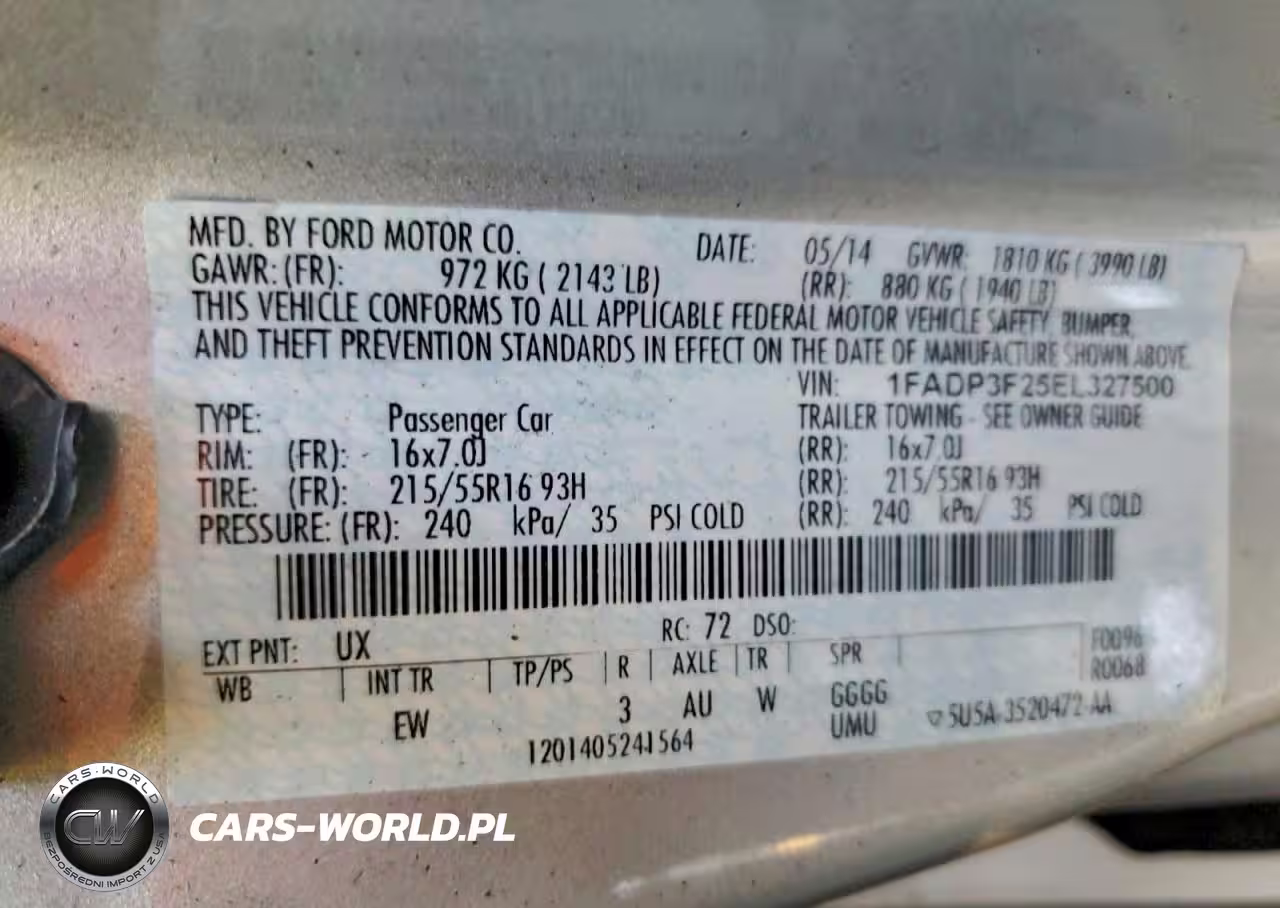 MFD. BY FORD MOTOR CO. DATE: 05/14 GVWR: 1810 KG ( 3990 LB)
GAWR: (FR): 972 KG ( 2143 LB) (RR): 880 KG ( 1940 LB)
THIS VEHICLE CONFORMS TO ALL APPLICABLE FEDERAL MOTOR VEHICLE SAFETY, BUMPER,
AND THEFT PREVENTION STANDARDS IN EFFECT ON THE DATE OF MANUFACTURE SHOWN ABOVE.
VIN: 1FADP3F25EL327500
TYPE: Passenger Car TRAILER TOWING - SEE OWNER GUIDE
RIM: (FR): 16x7.0J (RR): 16x7.0J
TIRE: (FR): 215/55R16 93H (RR): 215/55R16 93H
PRESSURE: (FR): 240 kPa/ 35 PSI COLD (RR): 240 kPa/ 35 PSI COLD
EXT PNT: UX RC: 72 DSO: F0096
WB INT TR TP/PS R AXLE TR SPR R0068
EW 3 AU W GGGG
UMU 5U5A-3520472-AA
1201405241564
CARS-WORLD
CW
BEZPOŚREDNI IMPORT Z USA
CARS-WORLD.PL